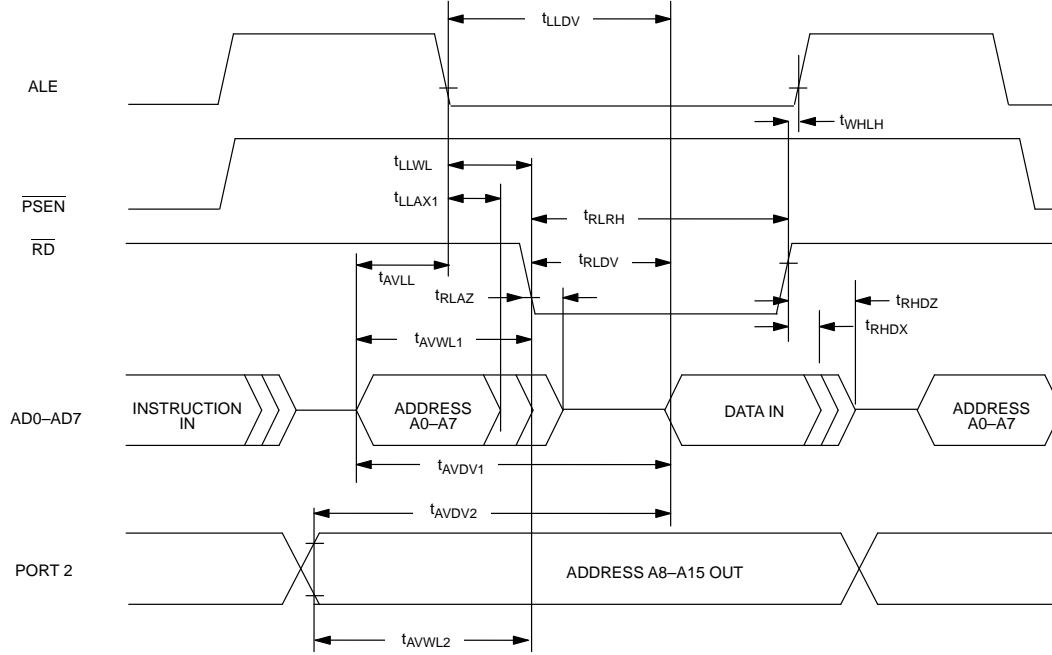 tLLDV
ALE
tWHLH
tLLWL
tLLAX1
PSEN
tRLRH
RD
tRLDV
tAVLL
tRLAZ
tRHDZ
tRHDX
tAVWL1
AD0–AD7
INSTRUCTION
IN
ADDRESS
A0–A7
DATA IN
ADDRESS
A0–A7
tAVDV1
tAVDV2
PORT 2
ADDRESS A8–A15 OUT
tAVWL2